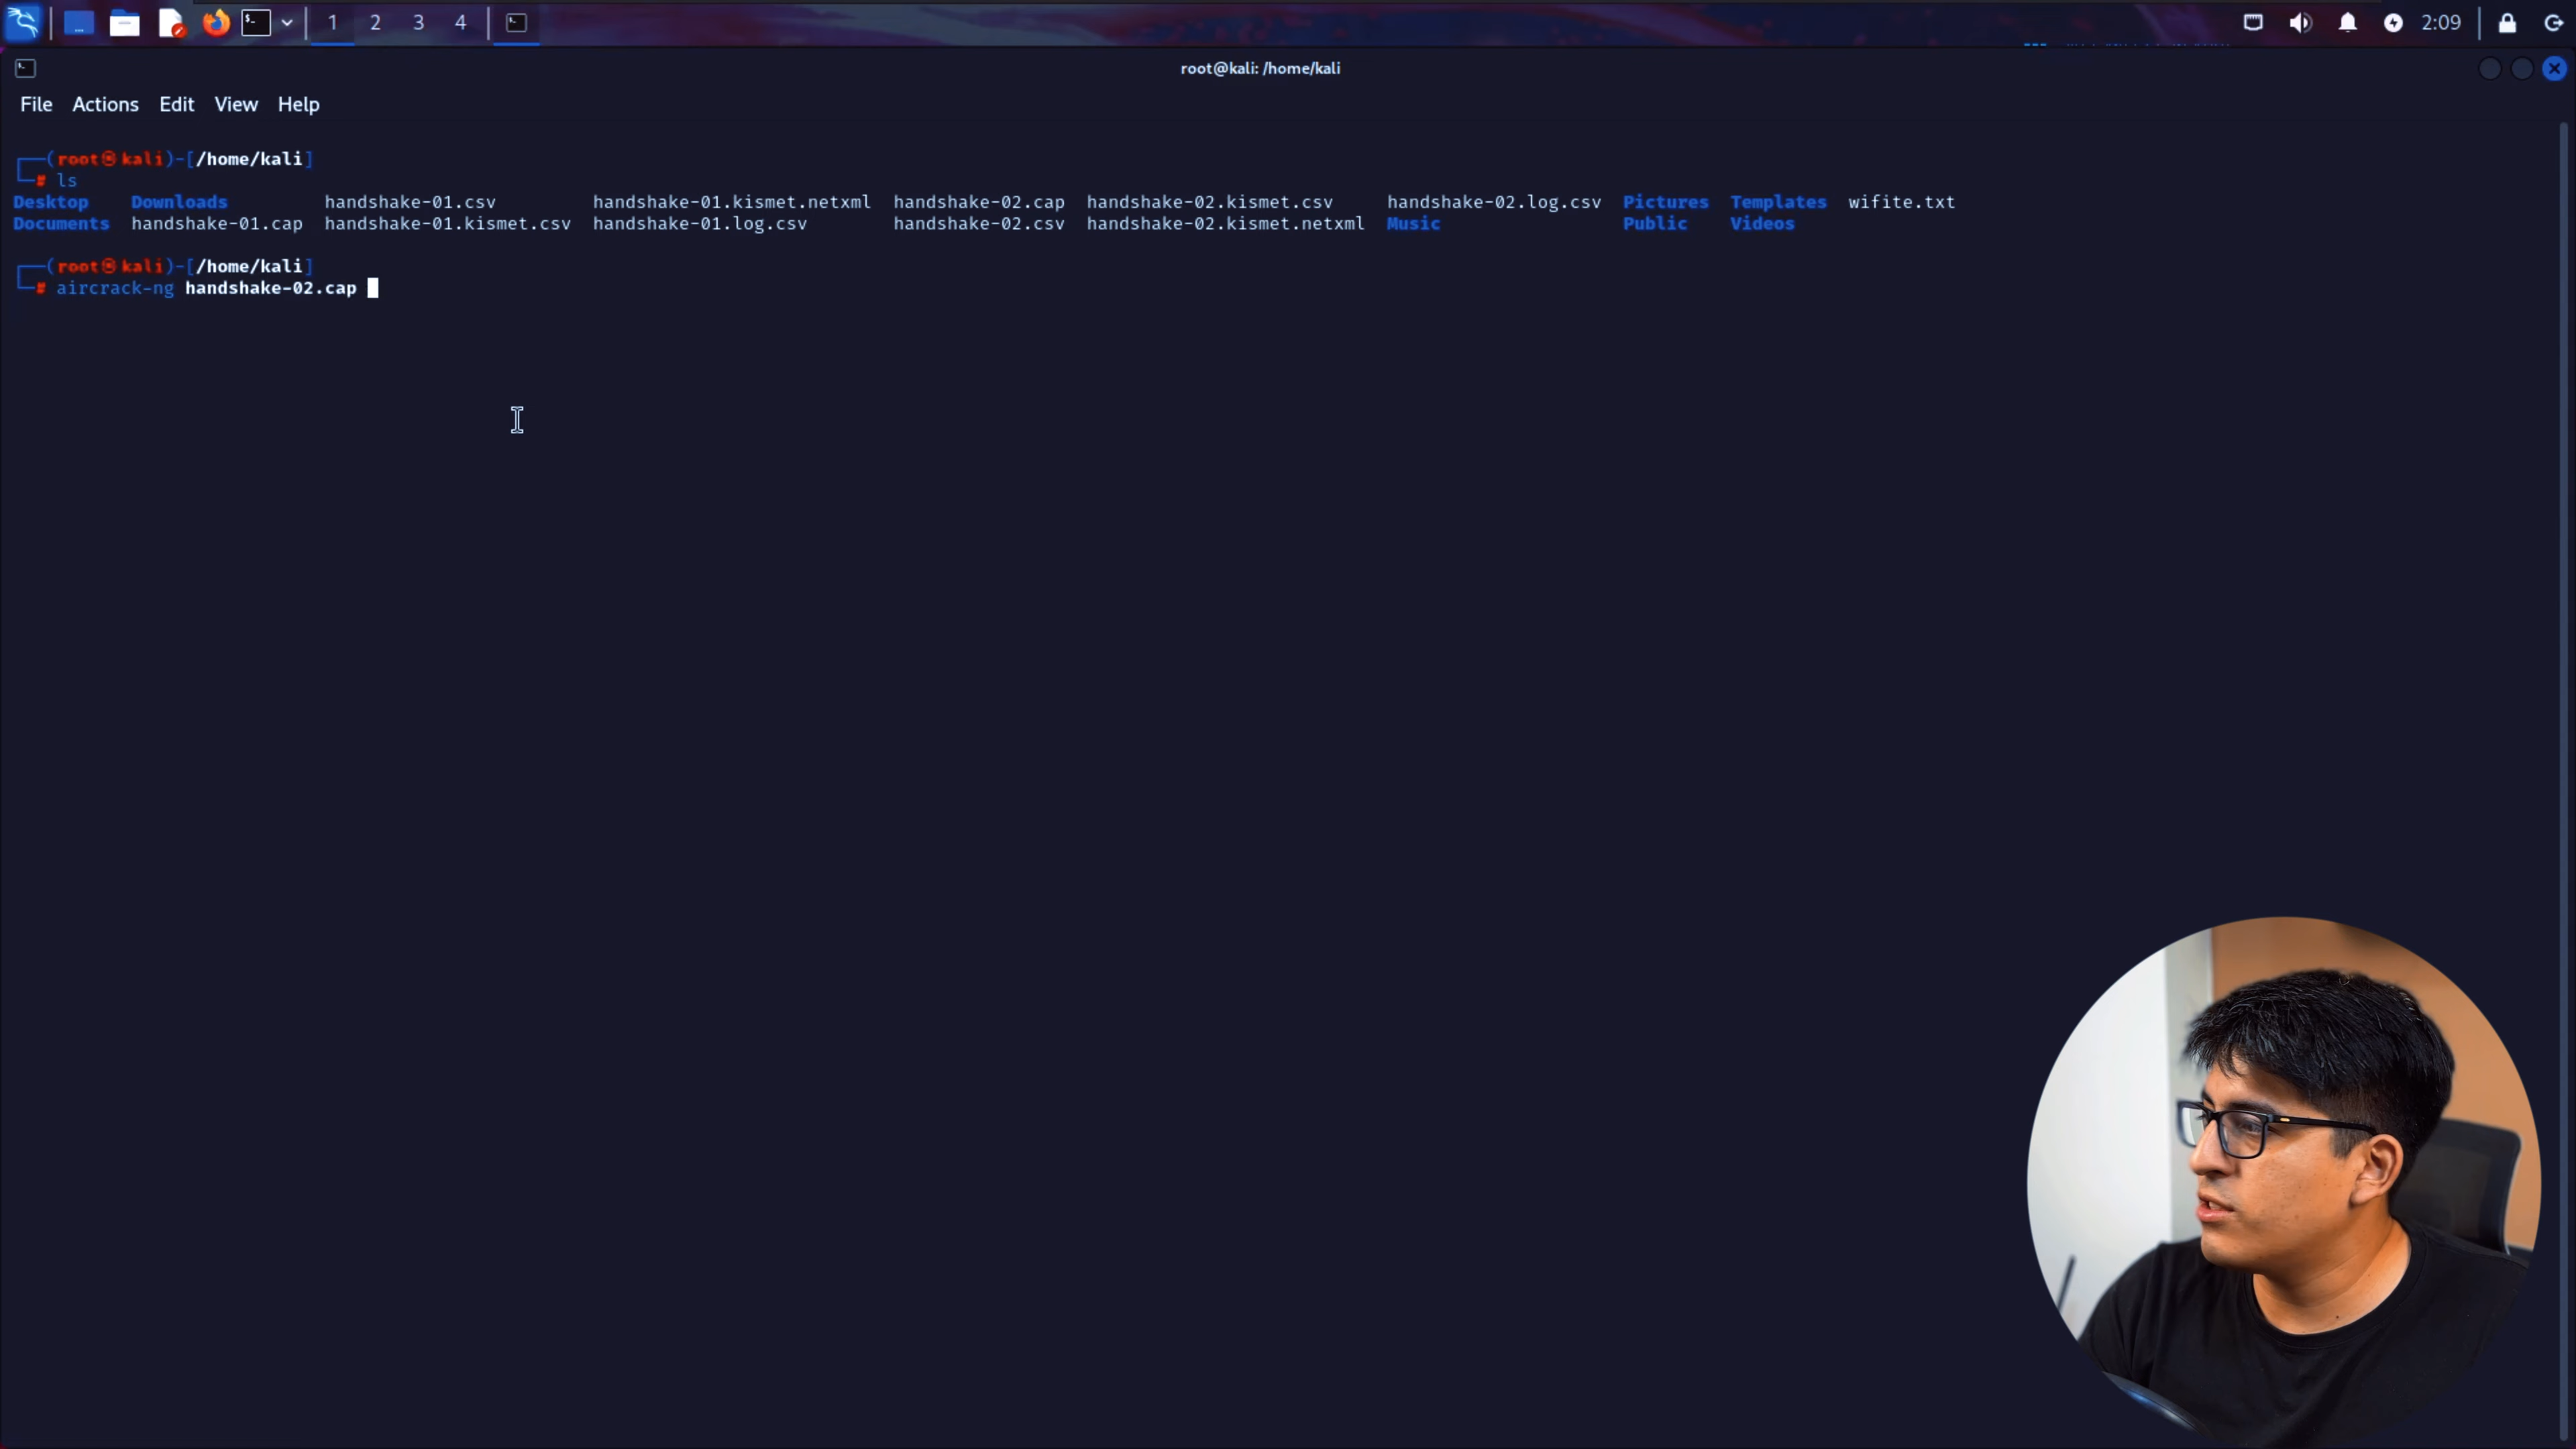 1 2 3 4 2:09
root@kali: /home/kali
File Actions Edit View Help
┌──(root㉿kali)-[/home/kali]
└─# ls
Desktop Downloads handshake-01.csv handshake-01.kismet.netxml handshake-02.cap handshake-02.kismet.csv handshake-02.log.csv Pictures Templates wifite.txt
Documents handshake-01.cap handshake-01.kismet.csv handshake-01.log.csv handshake-02.csv handshake-02.kismet.netxml Music Public Videos
┌──(root㉿kali)-[/home/kali]
└─# aircrack-ng handshake-02.cap